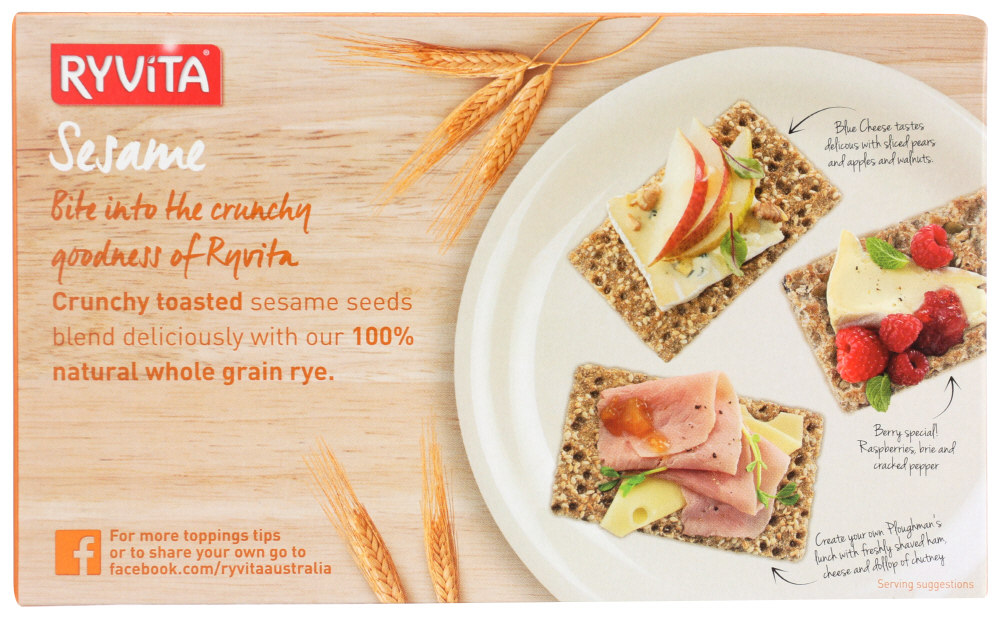 RYVITA®
Sesame
Bite into the crunchy
goodness of Ryvita
Crunchy toasted sesame seeds
blend deliciously with our 100%
natural whole grain rye.
For more toppings tips
or to share your own go to
facebook.com/ryvitaaustralia
Blue Cheese tastes
delicous with sliced pears
and apples and walnuts.
Berry special!
Raspberries, brie and
cracked pepper
Create your own Ploughman's
lunch with freshly shaved ham,
cheese and dollop of chutney
Serving suggestions